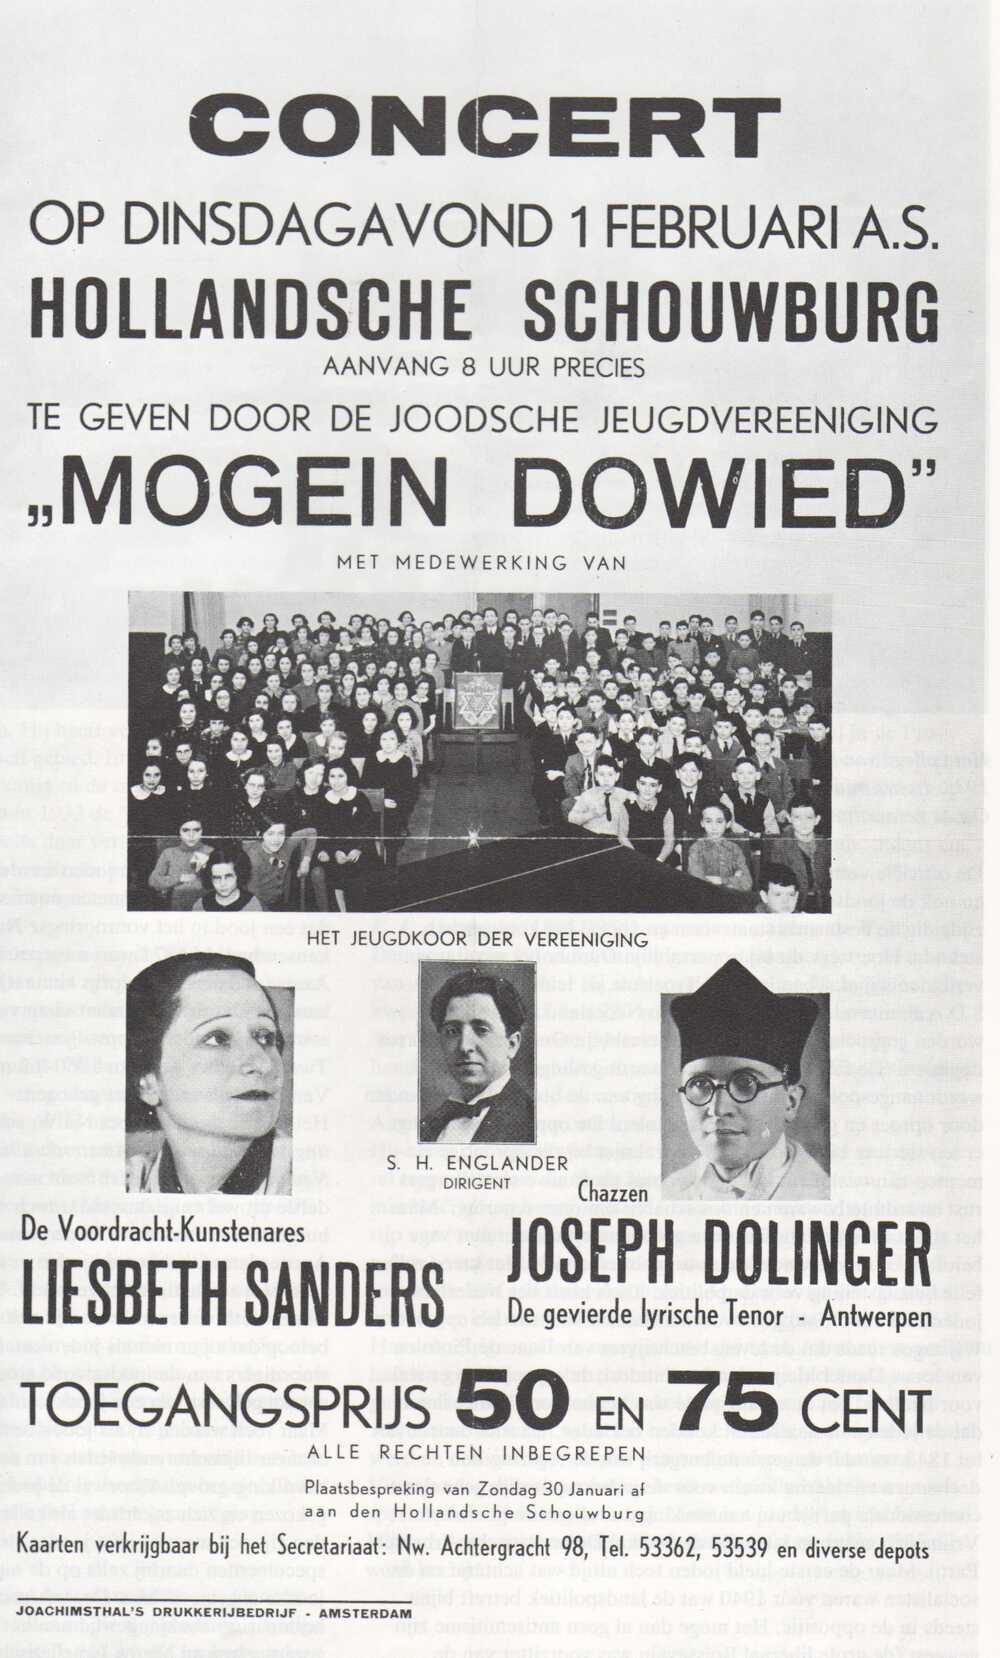 CONCERT
OP DINSDAGAVOND 1 FEBRUARI A.S.
HOLLANDSCHE SCHOUWBURG
AANVANG 8 UUR PRECIES
TE GEVEN DOOR DE JOODSCHE JEUGDVEREENIGING
„MOGEIN DOWIED”
MET MEDEWERKING VAN
HET JEUGDKOOR DER VEREENIGING
S. H. ENGLANDER
DIRIGENT
De Voordracht-Kunstenares
LIESBETH SANDERS
Chazzen
JOSEPH DOLINGER
De gevierde lyrische Tenor - Antwerpen
TOEGANGSPRIJS 50 EN 75 CENT
ALLE RECHTEN INBEGREPEN
Plaatsbespreking van Zondag 30 Januari af
aan den Hollandsche Schouwburg
Kaarten verkrijgbaar bij het Secretariaat: Nw. Achtergracht 98, Tel. 53362, 53539 en diverse depots
JOACHIMSTHAL'S DRUKKERIJBEDRIJF - AMSTERDAM